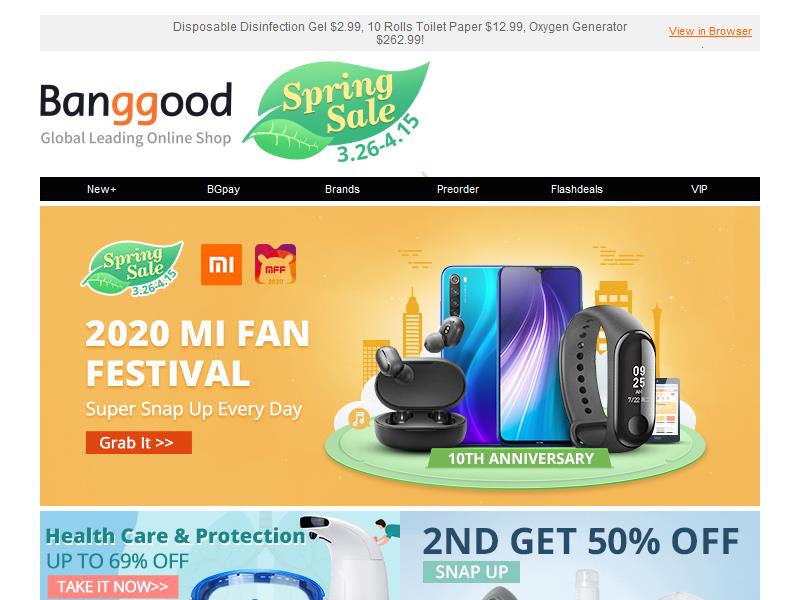 Disposable Disinfection Gel $2.99, 10 Rolls Toilet Paper $12.99, Oxygen Generator
$262.99!
View in Browser
.
Banggood
Global Leading Online Shop
Spring
Sale
3.26-4.15
New+ BGpay Brands Preorder Flashdeals VIP
Spring
Sale
3.26-4.15
MI
MFF
2020
2020 MI FAN
FESTIVAL
Super Snap Up Every Day
Grab It >>
09
25
AM
7/22
10TH ANNIVERSARY
Health Care & Protection
UP TO 69% OFF
TAKE IT NOW>>
2ND GET 50% OFF
SNAP UP